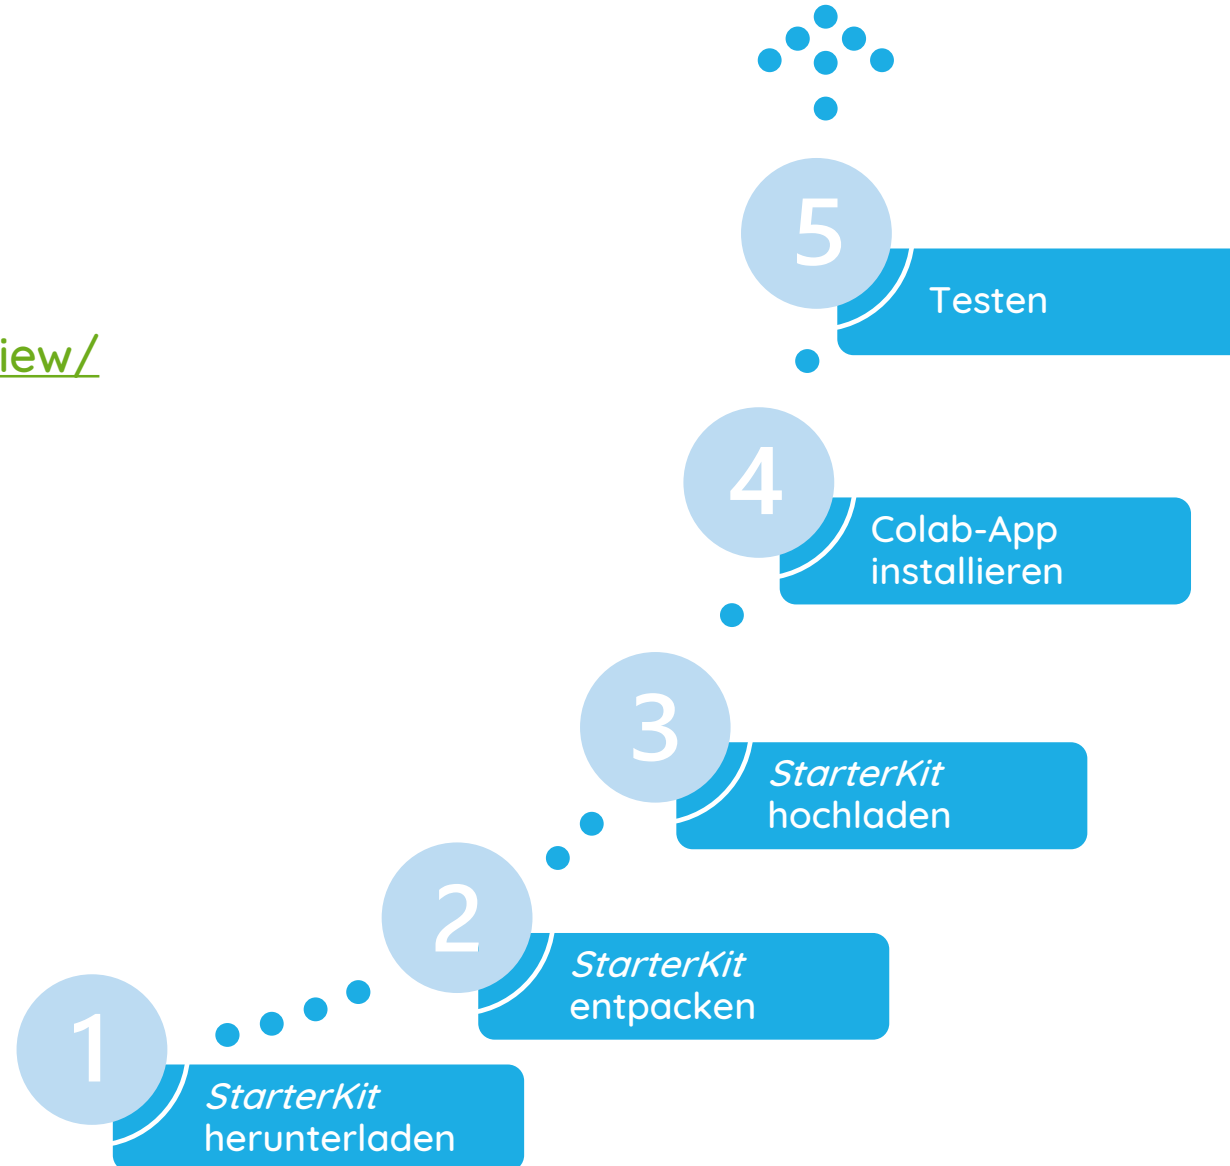 5
Testen
iew/
4
Colab-App
installieren
3
StarterKit
hochladen
2
StarterKit
entpacken
1
StarterKit
herunterladen